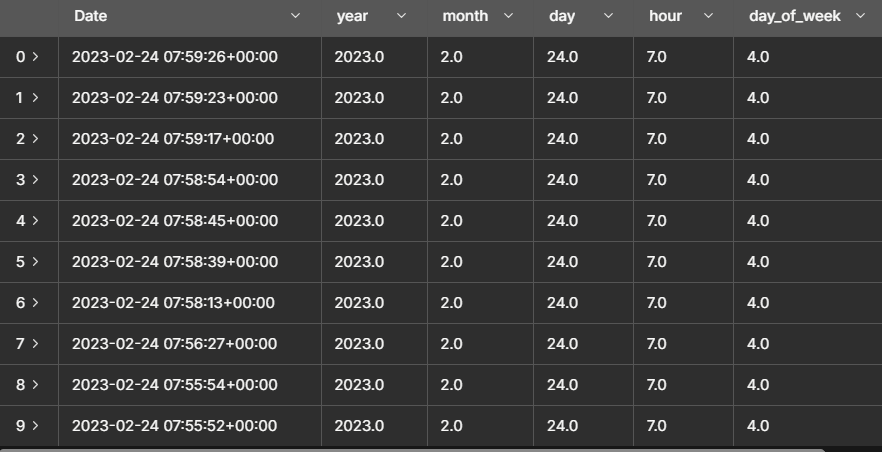 Date year month day hour day_of_week
0 2023-02-24 07:59:26+00:00 2023.0 2.0 24.0 7.0 4.0
1 2023-02-24 07:59:23+00:00 2023.0 2.0 24.0 7.0 4.0
2 2023-02-24 07:59:17+00:00 2023.0 2.0 24.0 7.0 4.0
3 2023-02-24 07:58:54+00:00 2023.0 2.0 24.0 7.0 4.0
4 2023-02-24 07:58:45+00:00 2023.0 2.0 24.0 7.0 4.0
5 2023-02-24 07:58:39+00:00 2023.0 2.0 24.0 7.0 4.0
6 2023-02-24 07:58:13+00:00 2023.0 2.0 24.0 7.0 4.0
7 2023-02-24 07:56:27+00:00 2023.0 2.0 24.0 7.0 4.0
8 2023-02-24 07:55:54+00:00 2023.0 2.0 24.0 7.0 4.0
9 2023-02-24 07:55:52+00:00 2023.0 2.0 24.0 7.0 4.0